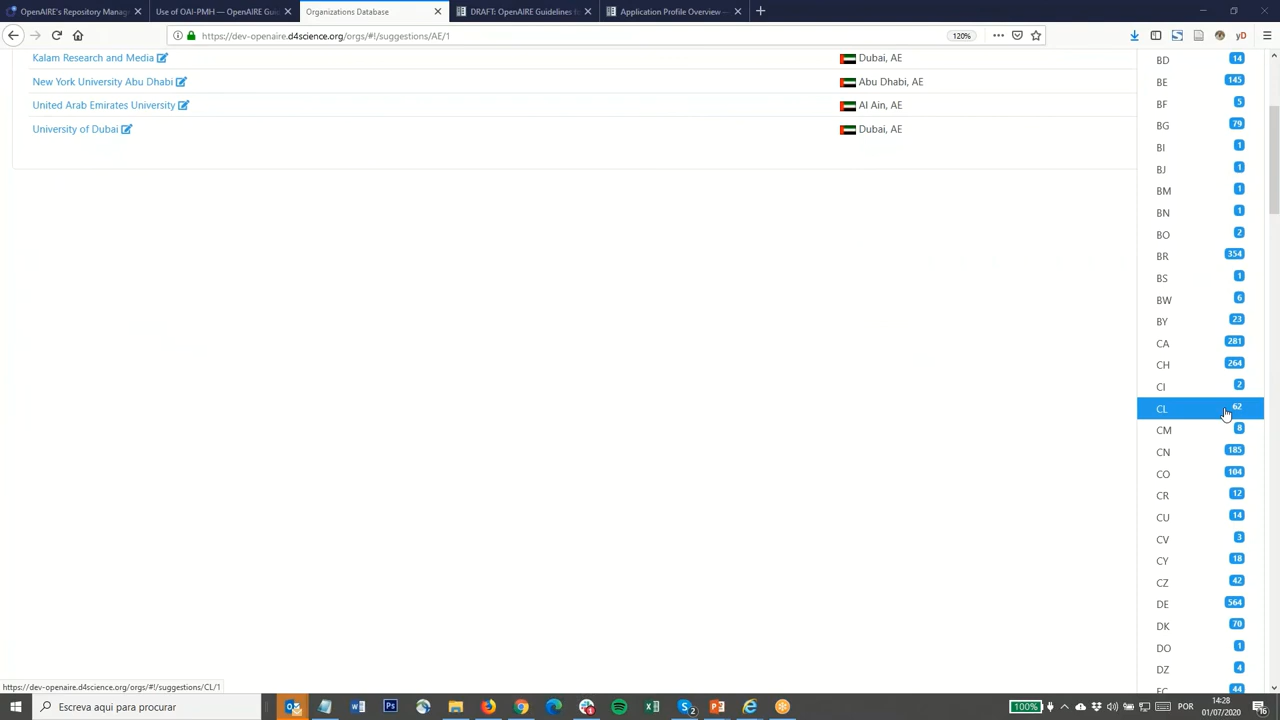 OpenAIRE's Repository Manage
Use of OAI-PMH — OpenAIRE Gui
Organizations Database
DRAFT: OpenAIRE Guidelines f
Application Profile Overview —
https://dev-openaire.d4science.org/orgs/#!/suggestions/AE/1
120%
yD
Kalam Research and Media
Dubai, AE
New York University Abu Dhabi
Abu Dhabi, AE
United Arab Emirates University
Al Ain, AE
University of Dubai
Dubai, AE
BD 14
BE 145
BF 5
BG 79
BI 1
BJ 1
BM 1
BN 1
BO 2
BR 354
BS 1
BW 6
BY 23
CA 281
CH 264
CI 2
CL 62
CM 8
CN 185
CO 104
CR 12
CU 14
CV 3
CY 18
CZ 42
DE 564
DK 70
DO 1
DZ 4
EC 44
https://dev-openaire.d4science.org/orgs/#!/suggestions/CL/1
Escreva aqui para procurar
100%
POR
14:28
01/07/2020